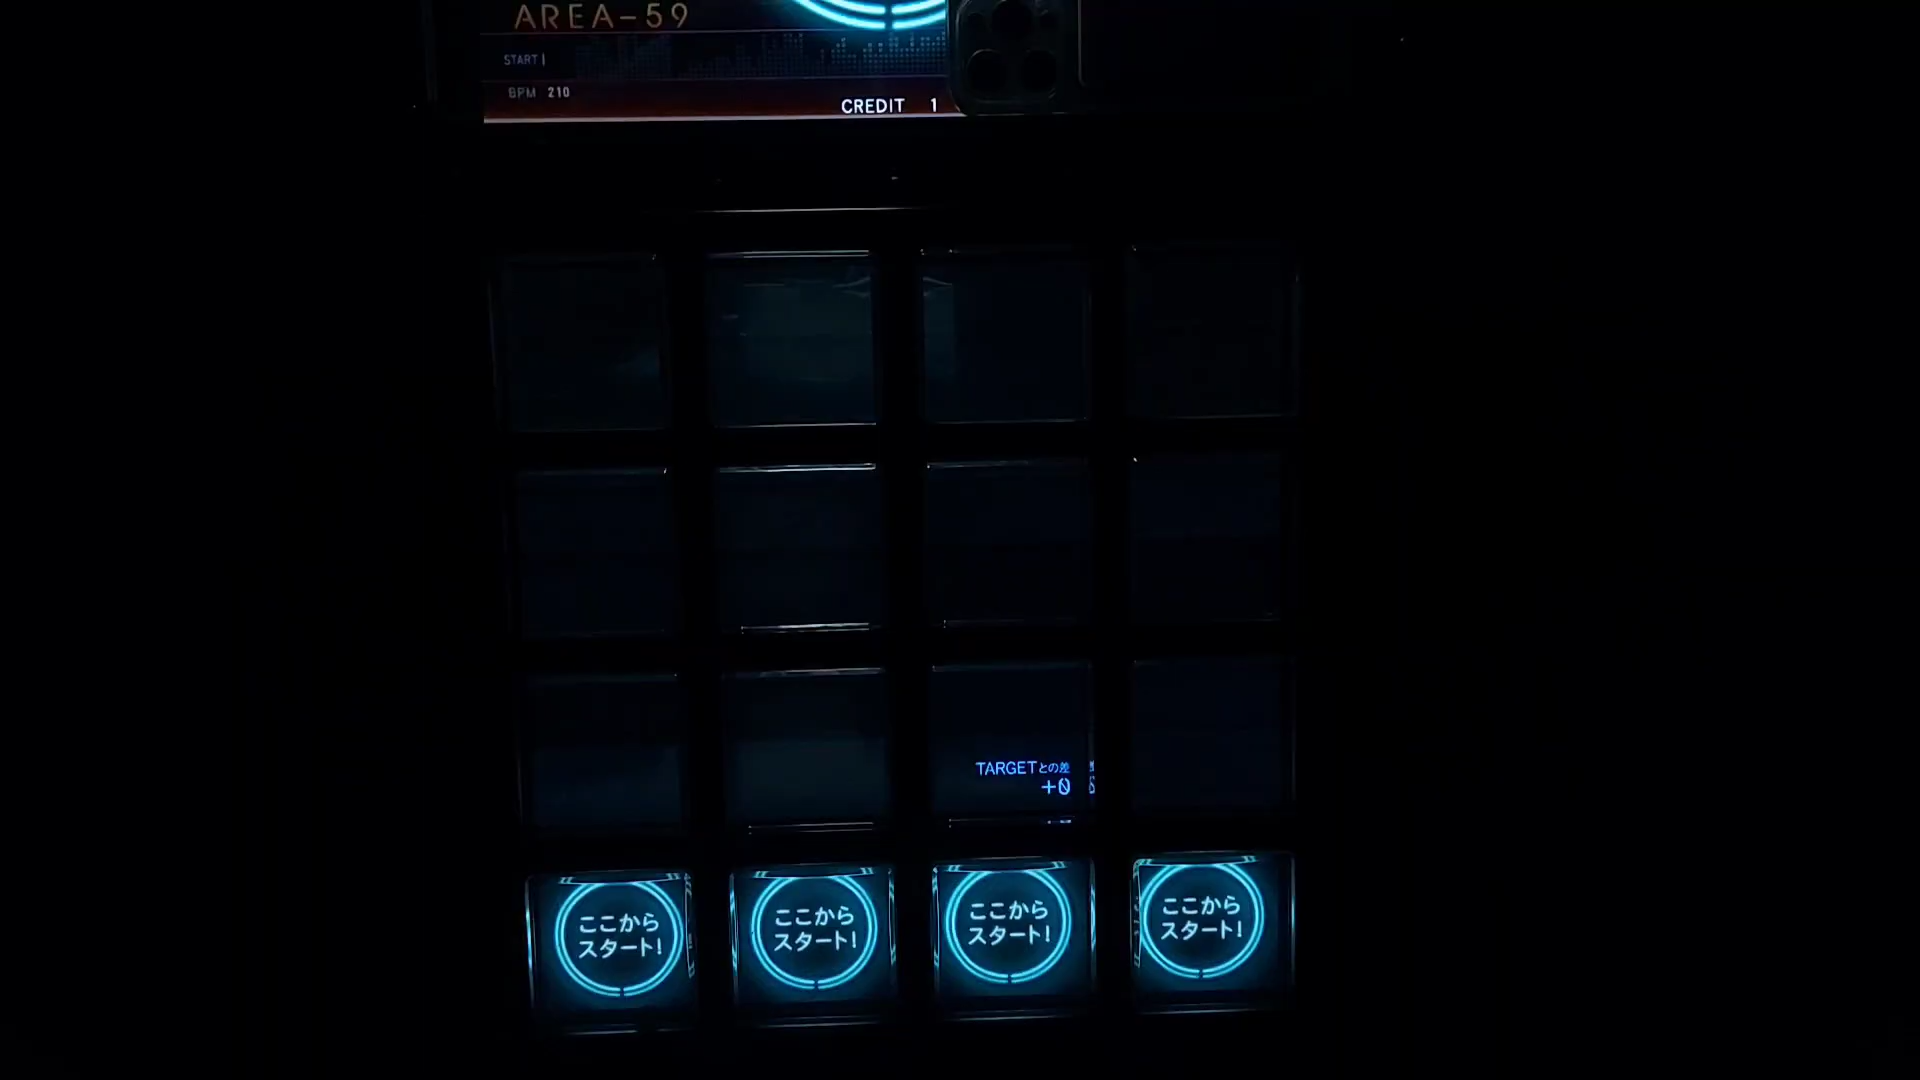 AREA-59
START
BPM 210
CREDIT 1
TARGETとの差
+0
ここから
スタート!
ここから
スタート!
ここから
スタート!
ここから
スタート!